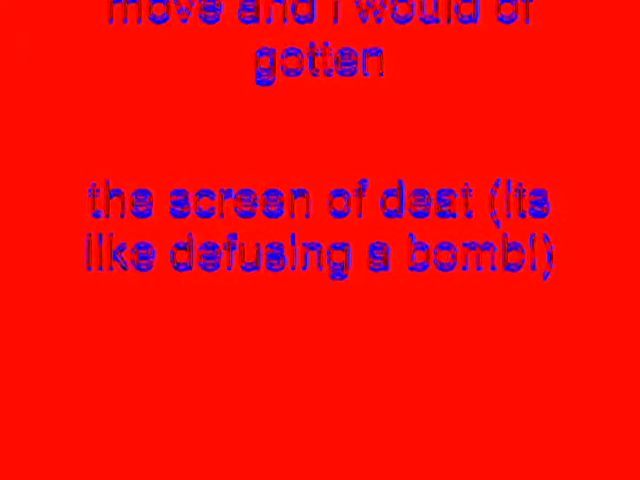 move and i would of
gotten
the screen of deat (its
like defusing a bomb!)